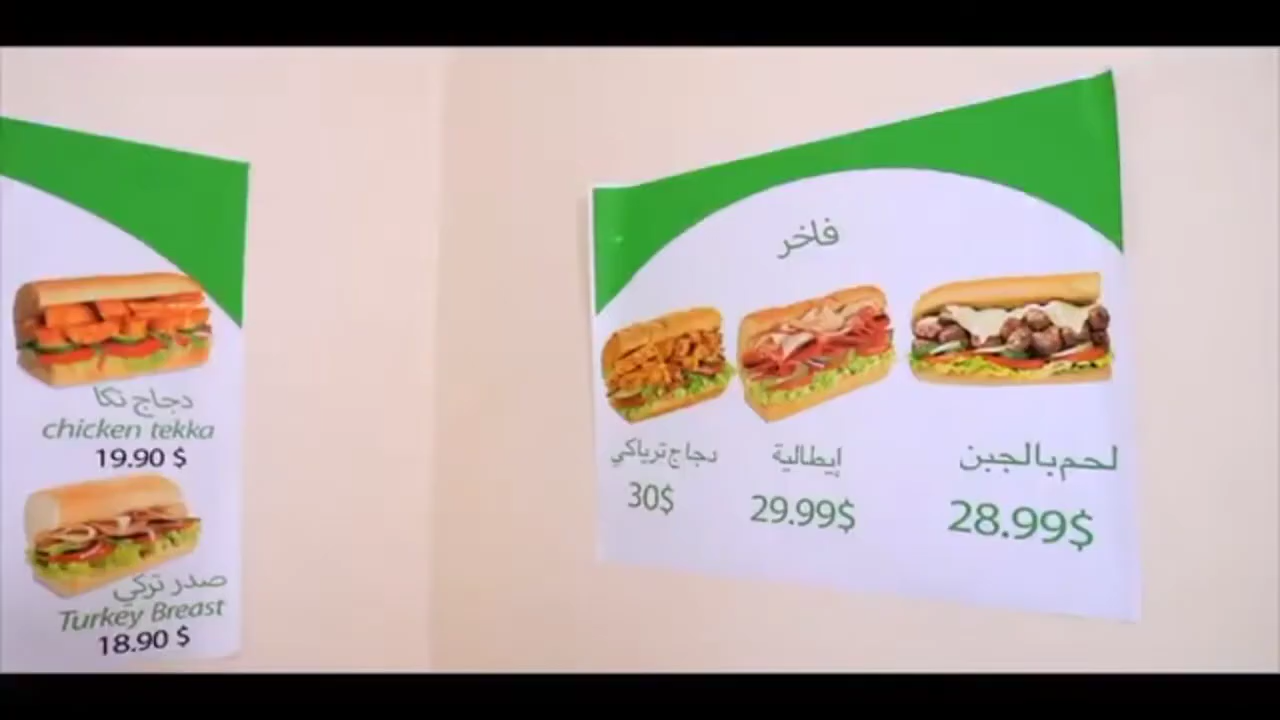 دجاج تكا
chicken tekka
19.90 $
صدر تركي
Turkey Breast
18.90 $
فاخر
دجاج ترياكي
30$
إيطالية
29.99$
لحم بالجبن
28.99$